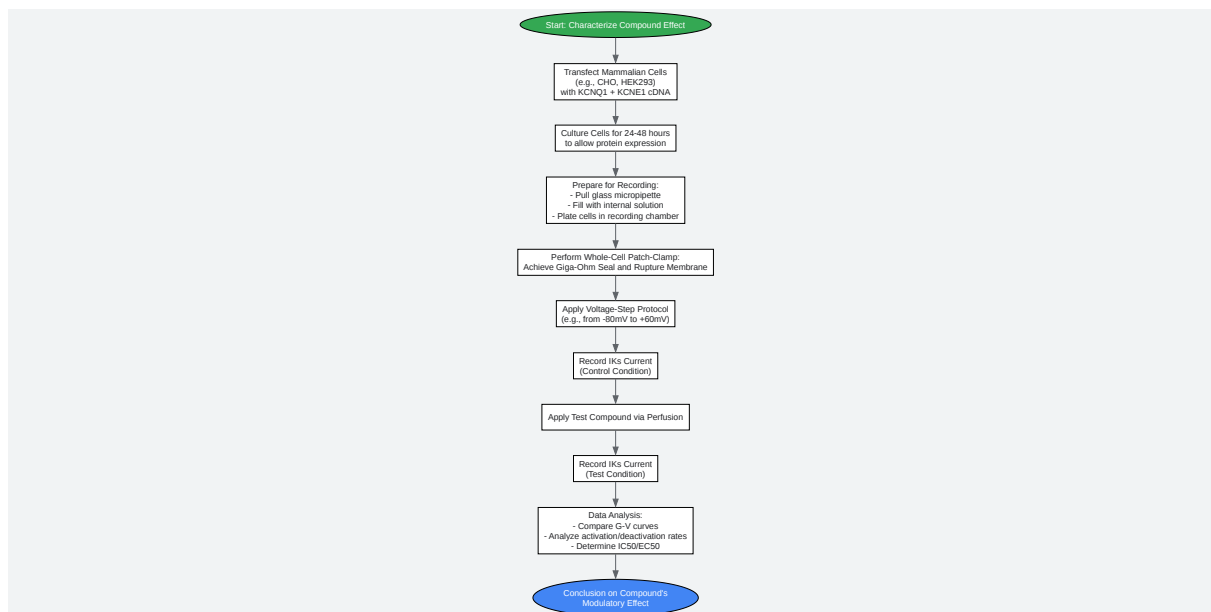 Start: Characterize Compound Effect
Transfect Mammalian Cells
(e.g., CHO, HEK293)
with KCNQ1 + KCNE1 cDNA
Culture Cells for 24-48 hours
to allow protein expression
Prepare for Recording:
- Pull glass micropipette
- Fill with internal solution
- Plate cells in recording chamber
Perform Whole-Cell Patch-Clamp:
Achieve Giga-Ohm Seal and Rupture Membrane
Apply Voltage-Step Protocol
(e.g., from -80mV to +60mV)
Record IKs Current
(Control Condition)
Apply Test Compound via Perfusion
Record IKs Current
(Test Condition)
Data Analysis:
- Compare G-V curves
- Analyze activation/deactivation rates
- Determine IC50/EC50
Conclusion on Compound's
Modulatory Effect